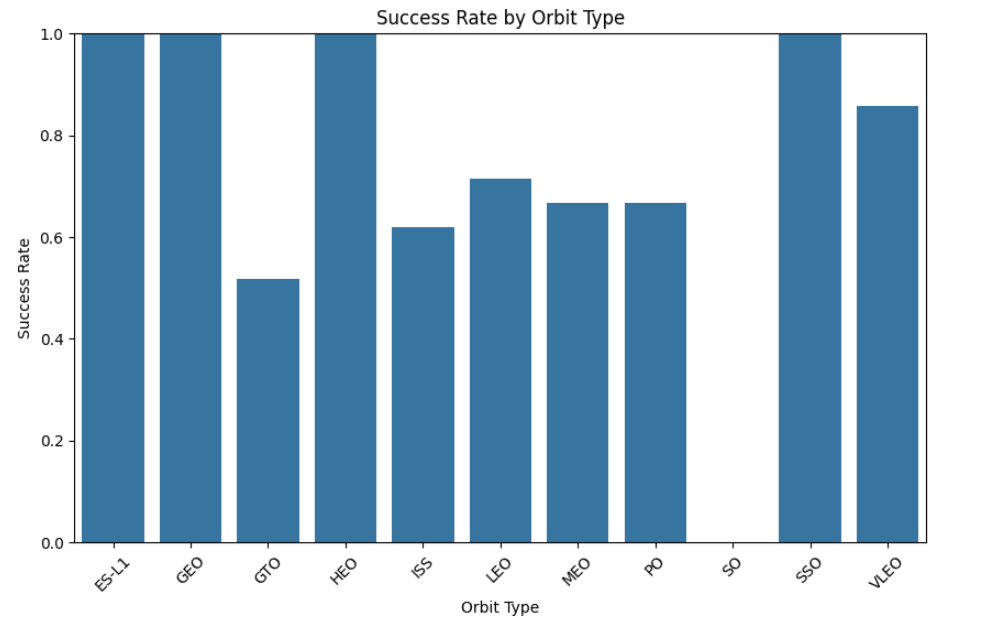 Success Rate by Orbit Type
1.0
0.8
0.6
0.4
0.2
0.0
Success Rate
ES-L1
GEO
GTO
HEO
ISS
LEO
MEO
PO
SO
SSO
VLEO
Orbit Type